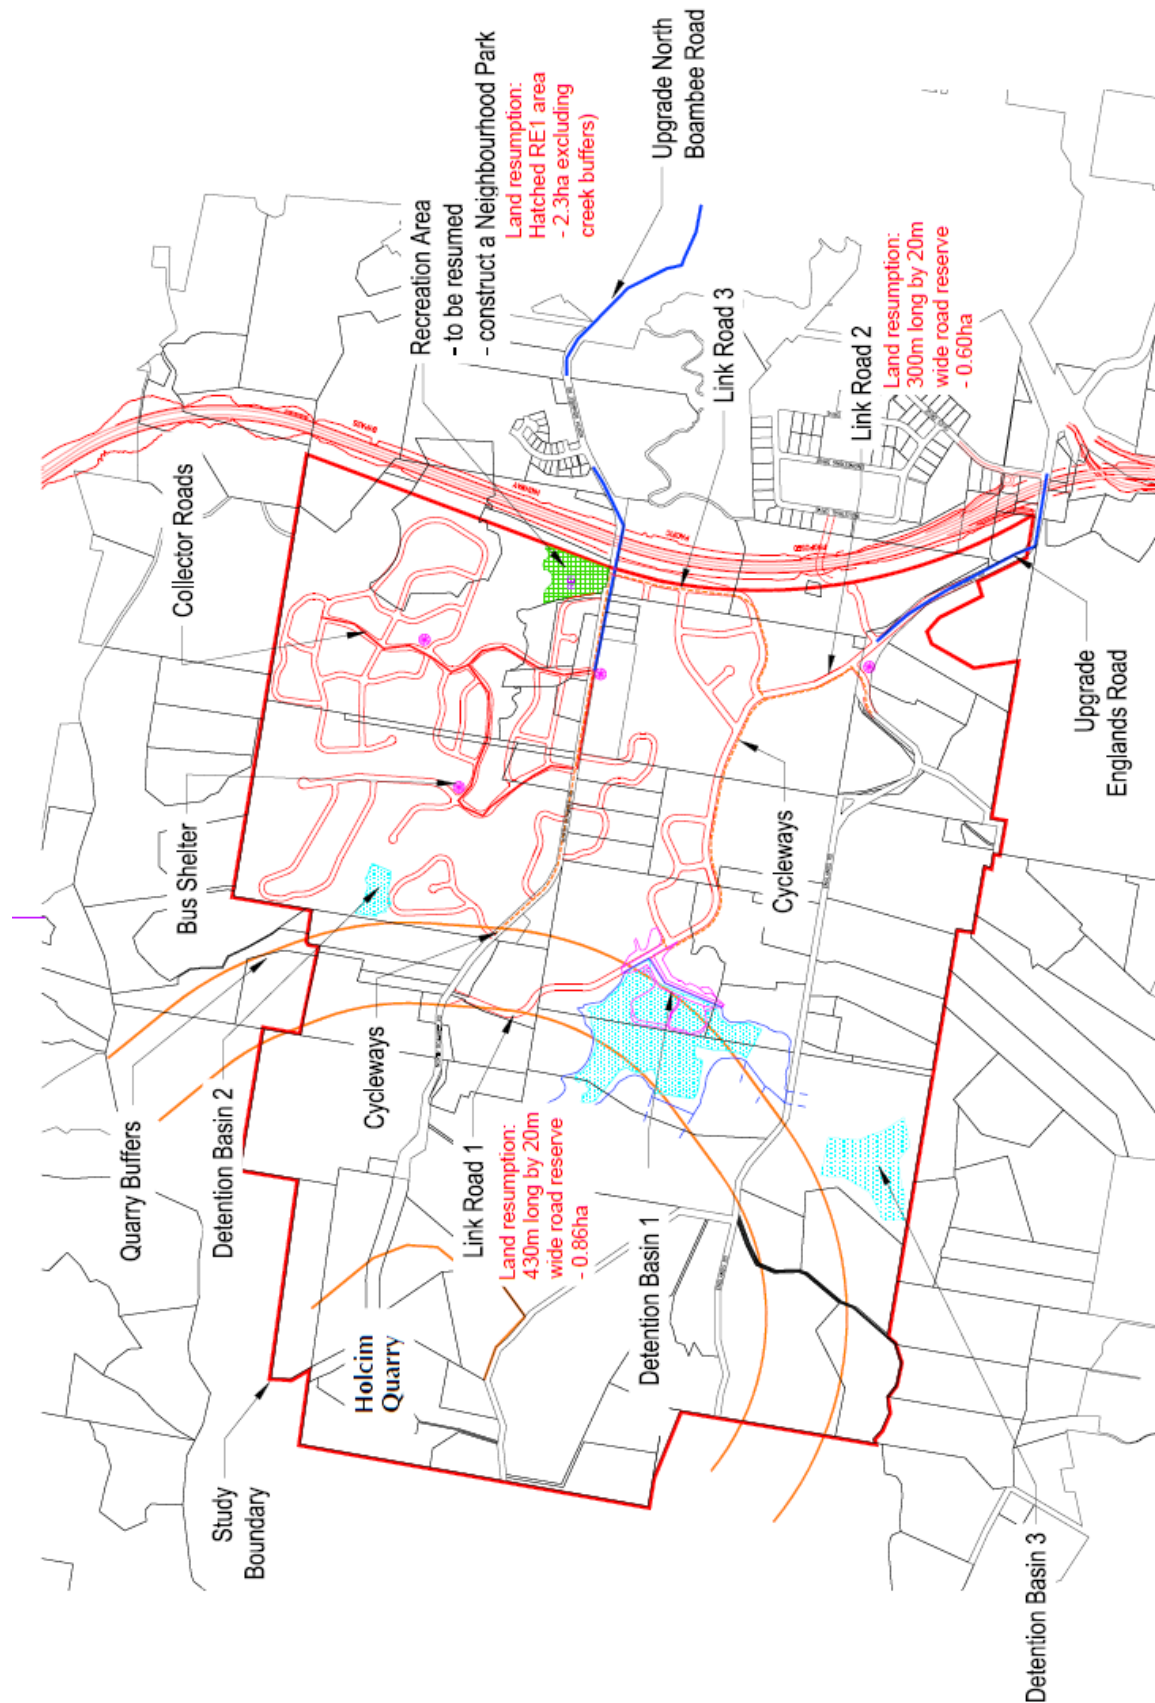 Study
Boundary
Quarry Buffers
Detention Basin 2
Bus Shelter
Collector Roads
Recreation Area
- to be resumed
- construct a Neighbourhood Park
Land resumption:
Hatched RE1 area
- 2.3ha excluding
creek buffers)
Upgrade North
Boambee Road
Holcim
Quarry
Cycleways
Link Road 1
Land resumption:
430m long by 20m
wide road reserve
- 0.86ha
Detention Basin 1
Link Road 3
Link Road 2
Land resumption:
300m long by 20m
wide road reserve
- 0.60ha
Cycleways
Upgrade
Englands Road
Detention Basin 3
PROPOSED
PACIFIC
HIGHWAY
BYPASS